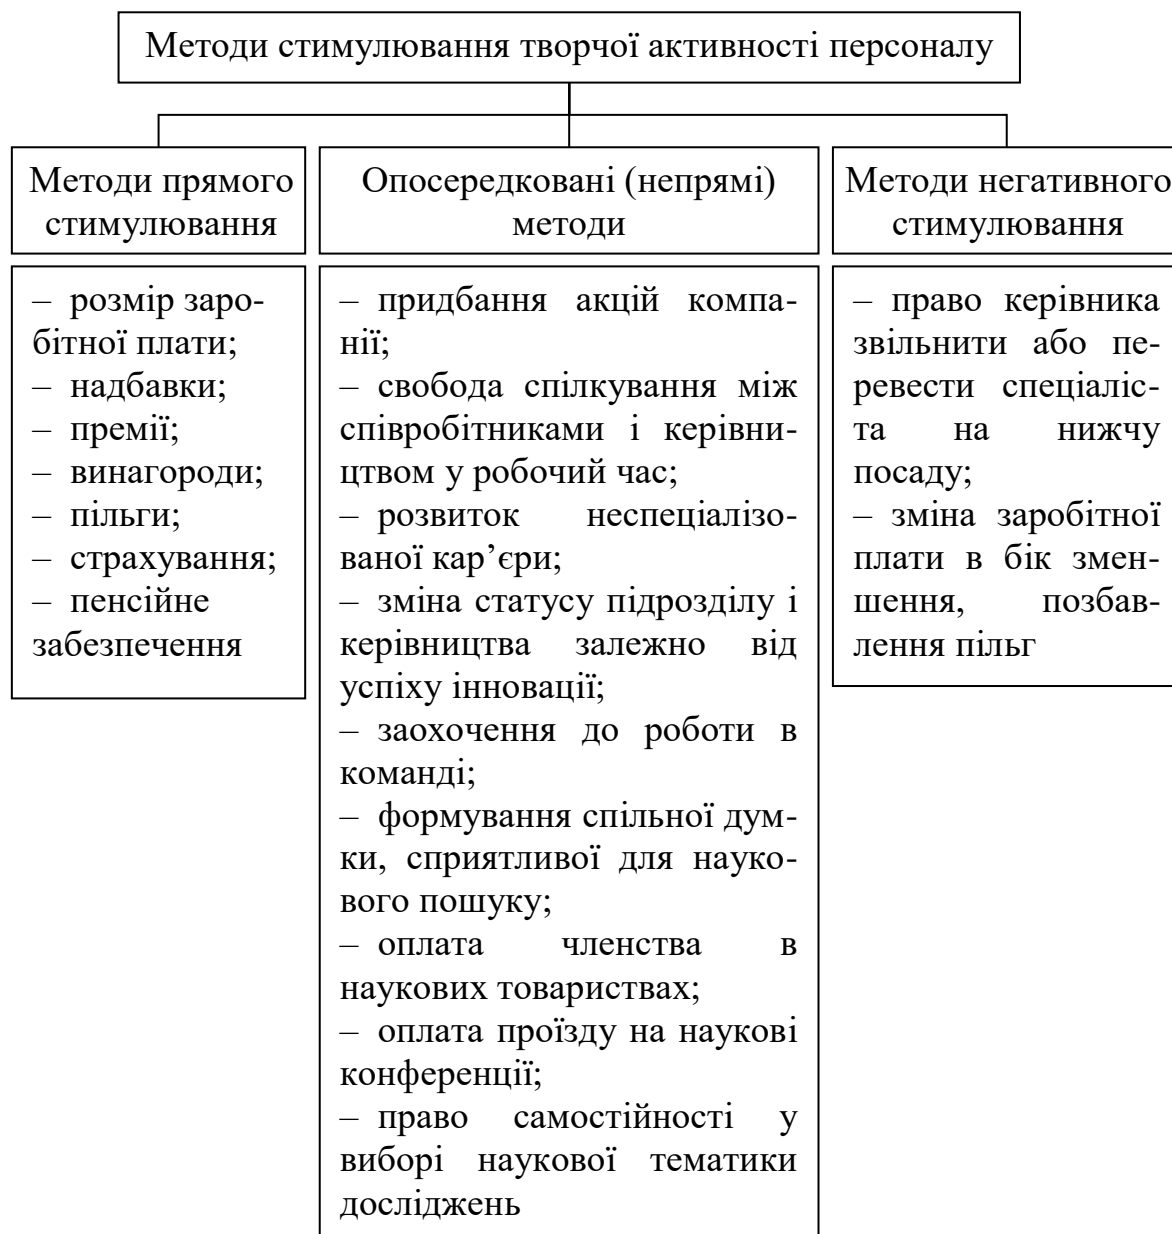 Методи стимулювання творчої активності персоналу
Методи прямого
стимулювання
Опосередковані (непрямі)
методи
Методи негативного
стимулювання
– розмір заро-
бітної плати;
– надбавки;
– премії;
– винагороди;
– пільги;
– страхування;
– пенсійне
забезпечення
– придбання акцій компа-
нії;
– свобода спілкування між
співробітниками і керівни-
цтвом у робочий час;
– розвиток неспеціалізо-
ваної кар’єри;
– зміна статусу підрозділу і
керівництва залежно від
успіху інновації;
– заохочення до роботи в
команді;
– формування спільної дум-
ки, сприятливої для науко-
вого пошуку;
– оплата членства в
наукових товариствах;
– оплата проїзду на наукові
конференції;
– право самостійності у
виборі наукової тематики
досліджень
– право керівника
звільнити або пе-
ревести спеціаліс-
та на нижчу
посаду;
– зміна заробітної
плати в бік змен-
шення, позбав-
лення пільг